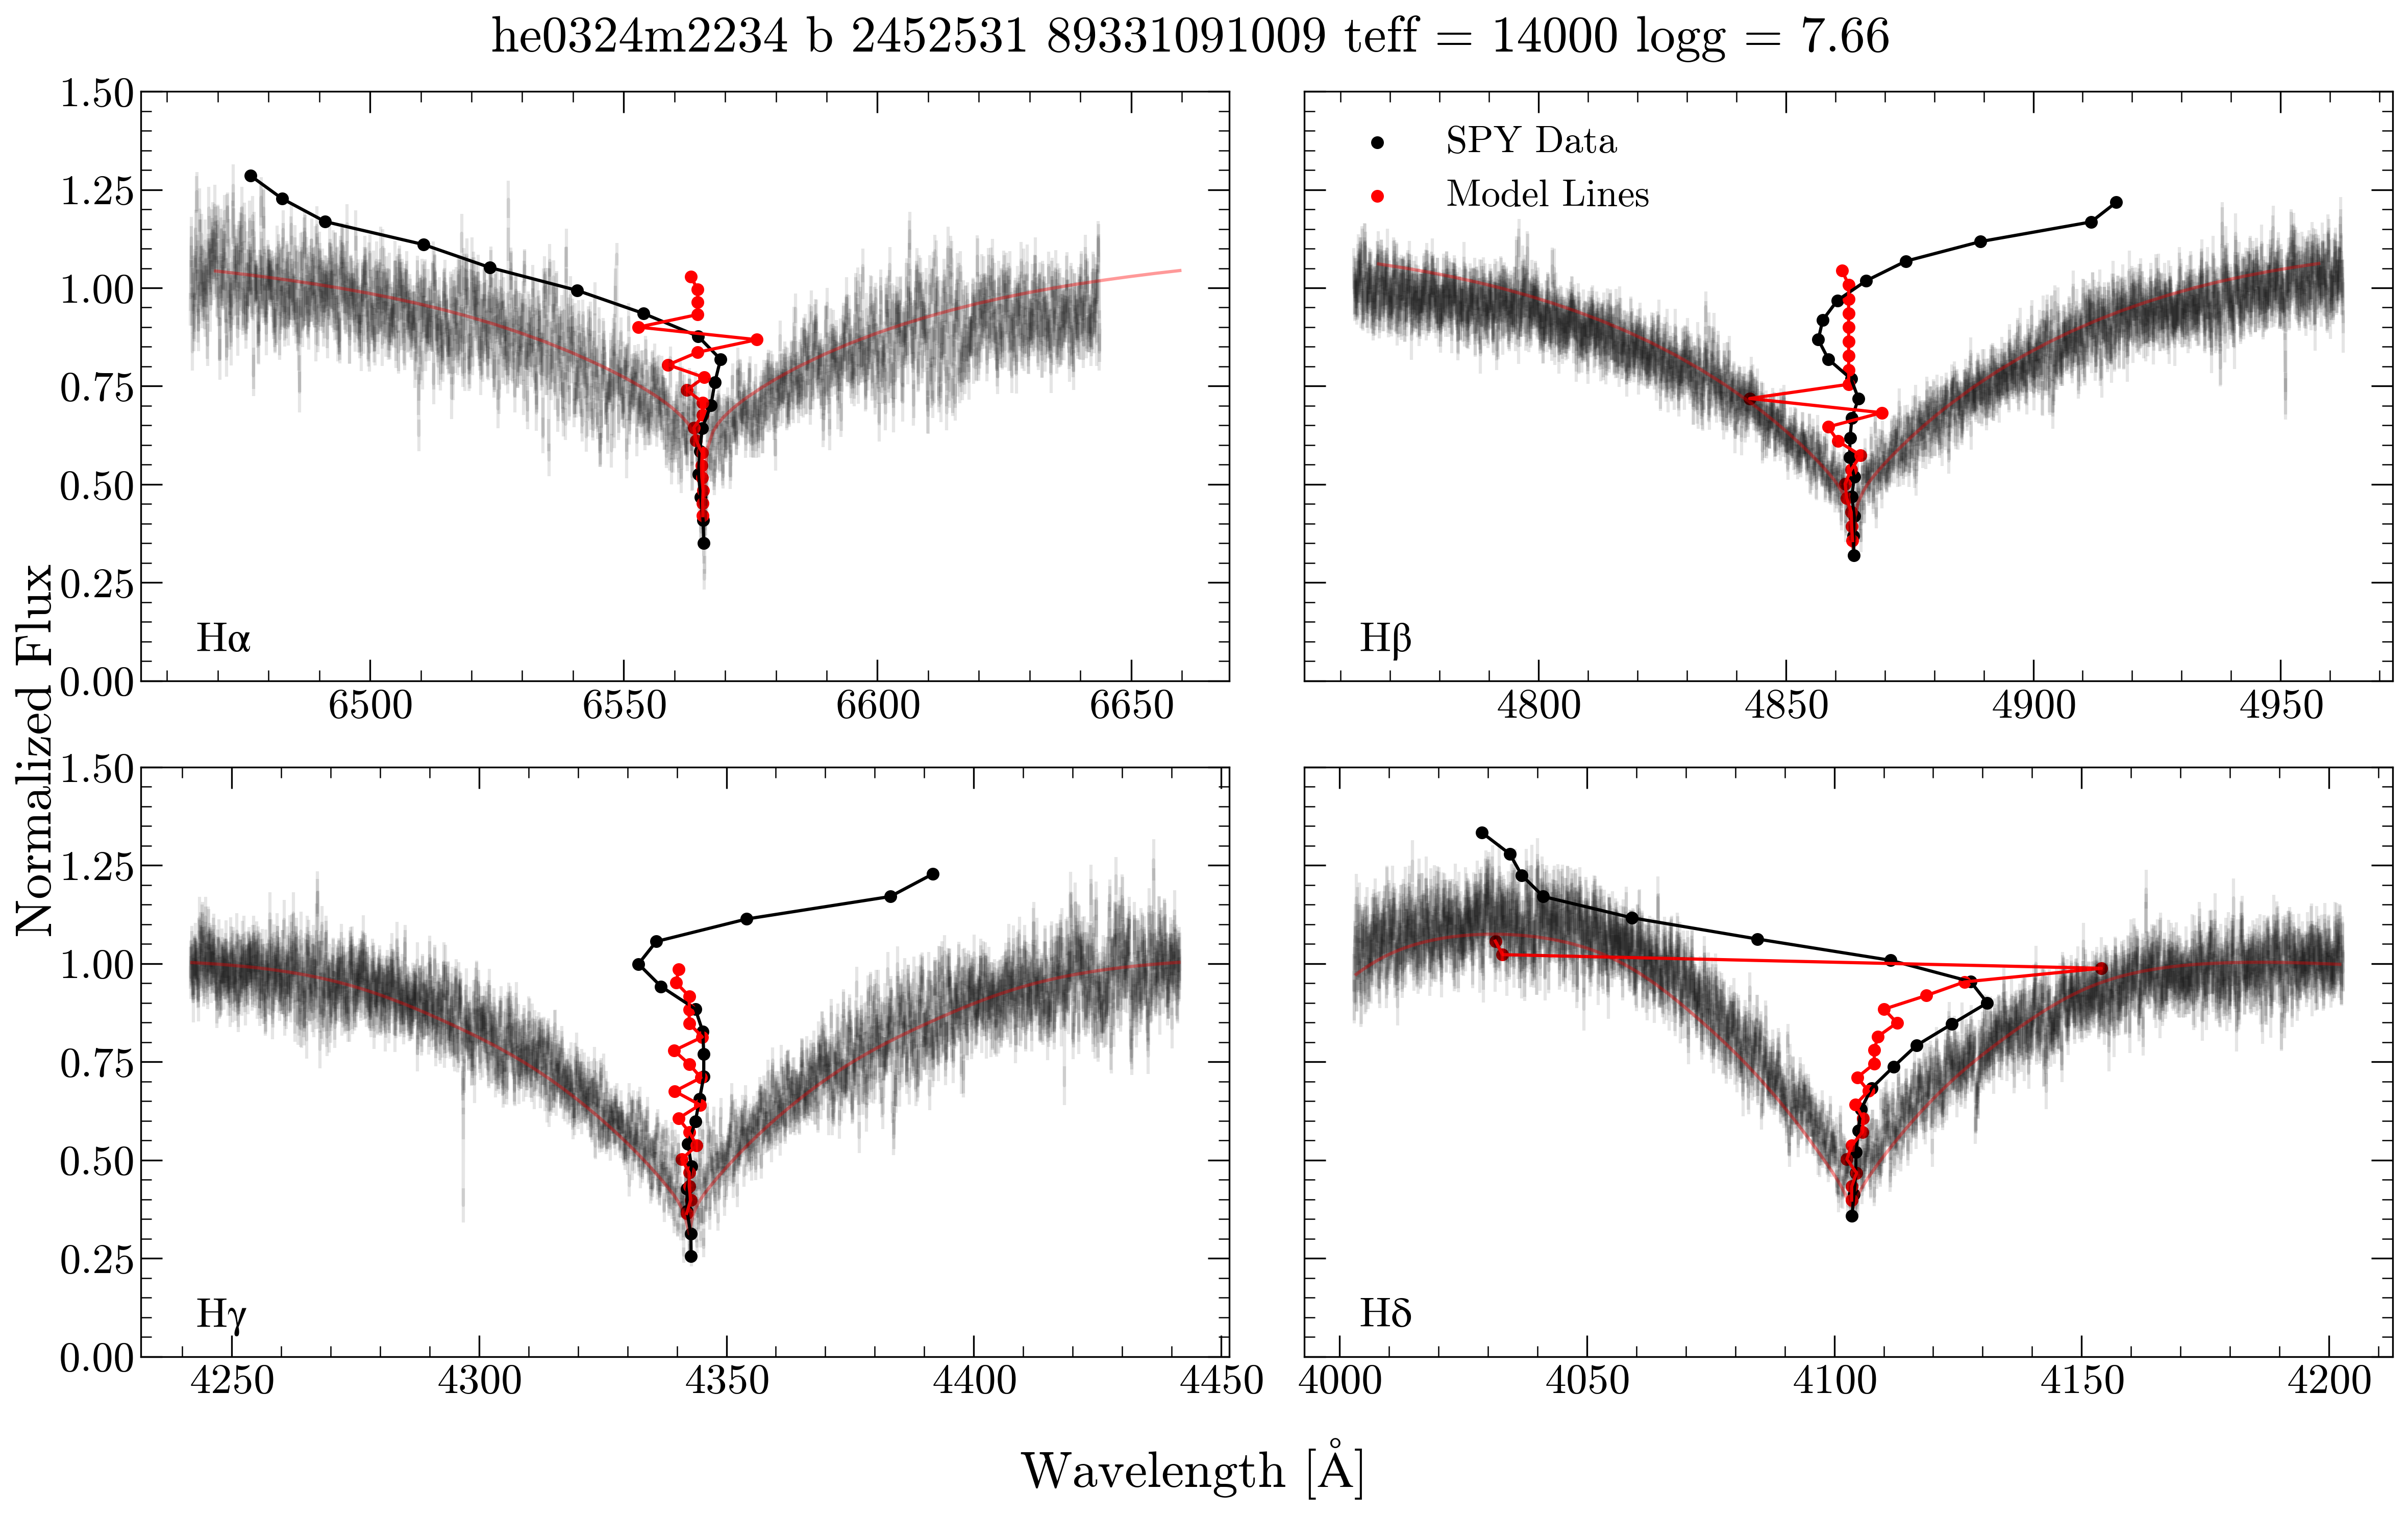 he0324m2234 b 2452531 89331091009 teff = 14000 logg = 7.66
Normalized Flux
1.50
1.25
1.00
0.75
0.50
0.25
0.00
Hα
6500 6550 6600 6650
SPY Data
Model Lines
Hβ
4800 4850 4900 4950
1.50
1.25
1.00
0.75
0.50
0.25
0.00
Hγ
4250 4300 4350 4400 4450
Hδ
4000 4050 4100 4150 4200
Wavelength [Å]